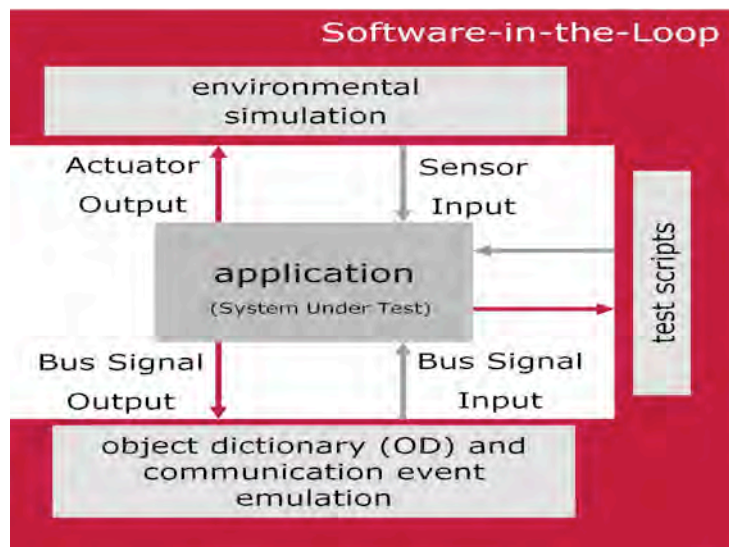 Software-in-the-Loop
environmental
simulation
Actuator
Output
Sensor
Input
application
(System Under Test)
test scripts
Bus Signal
Output
Bus Signal
Input
object dictionary (OD) and
communication event
emulation